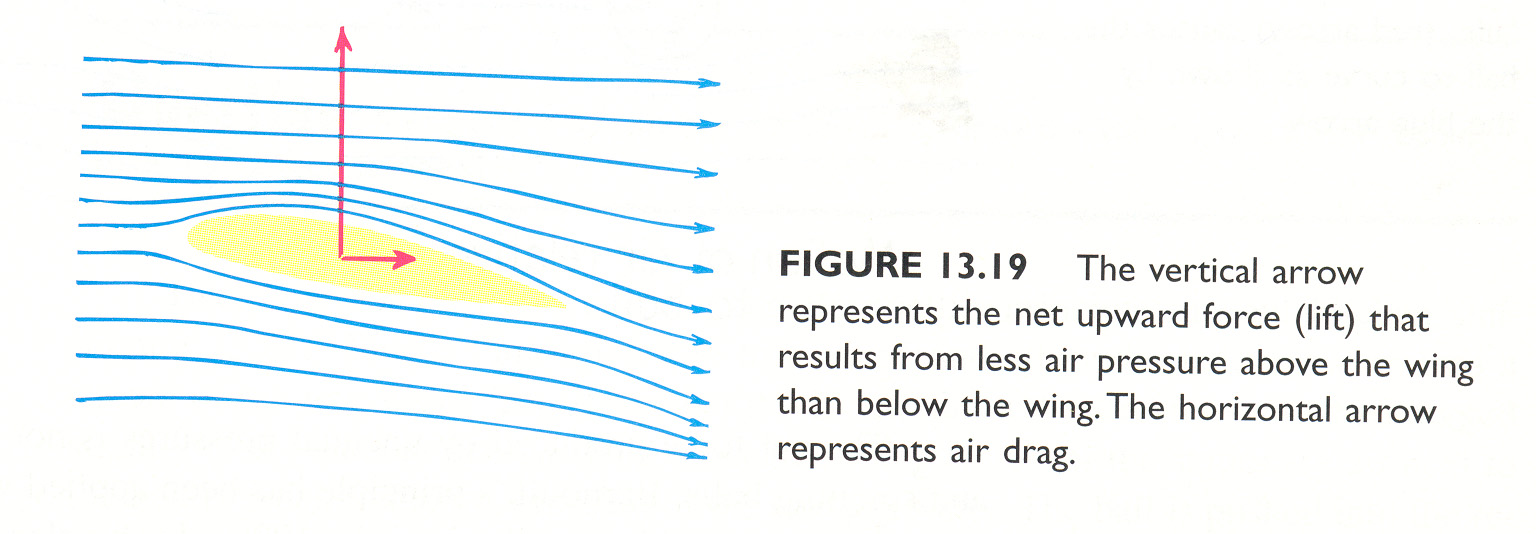 FIGURE 13.19 The vertical arrow
represents the net upward force (lift) that
results from less air pressure above the wing
than below the wing. The horizontal arrow
represents air drag.